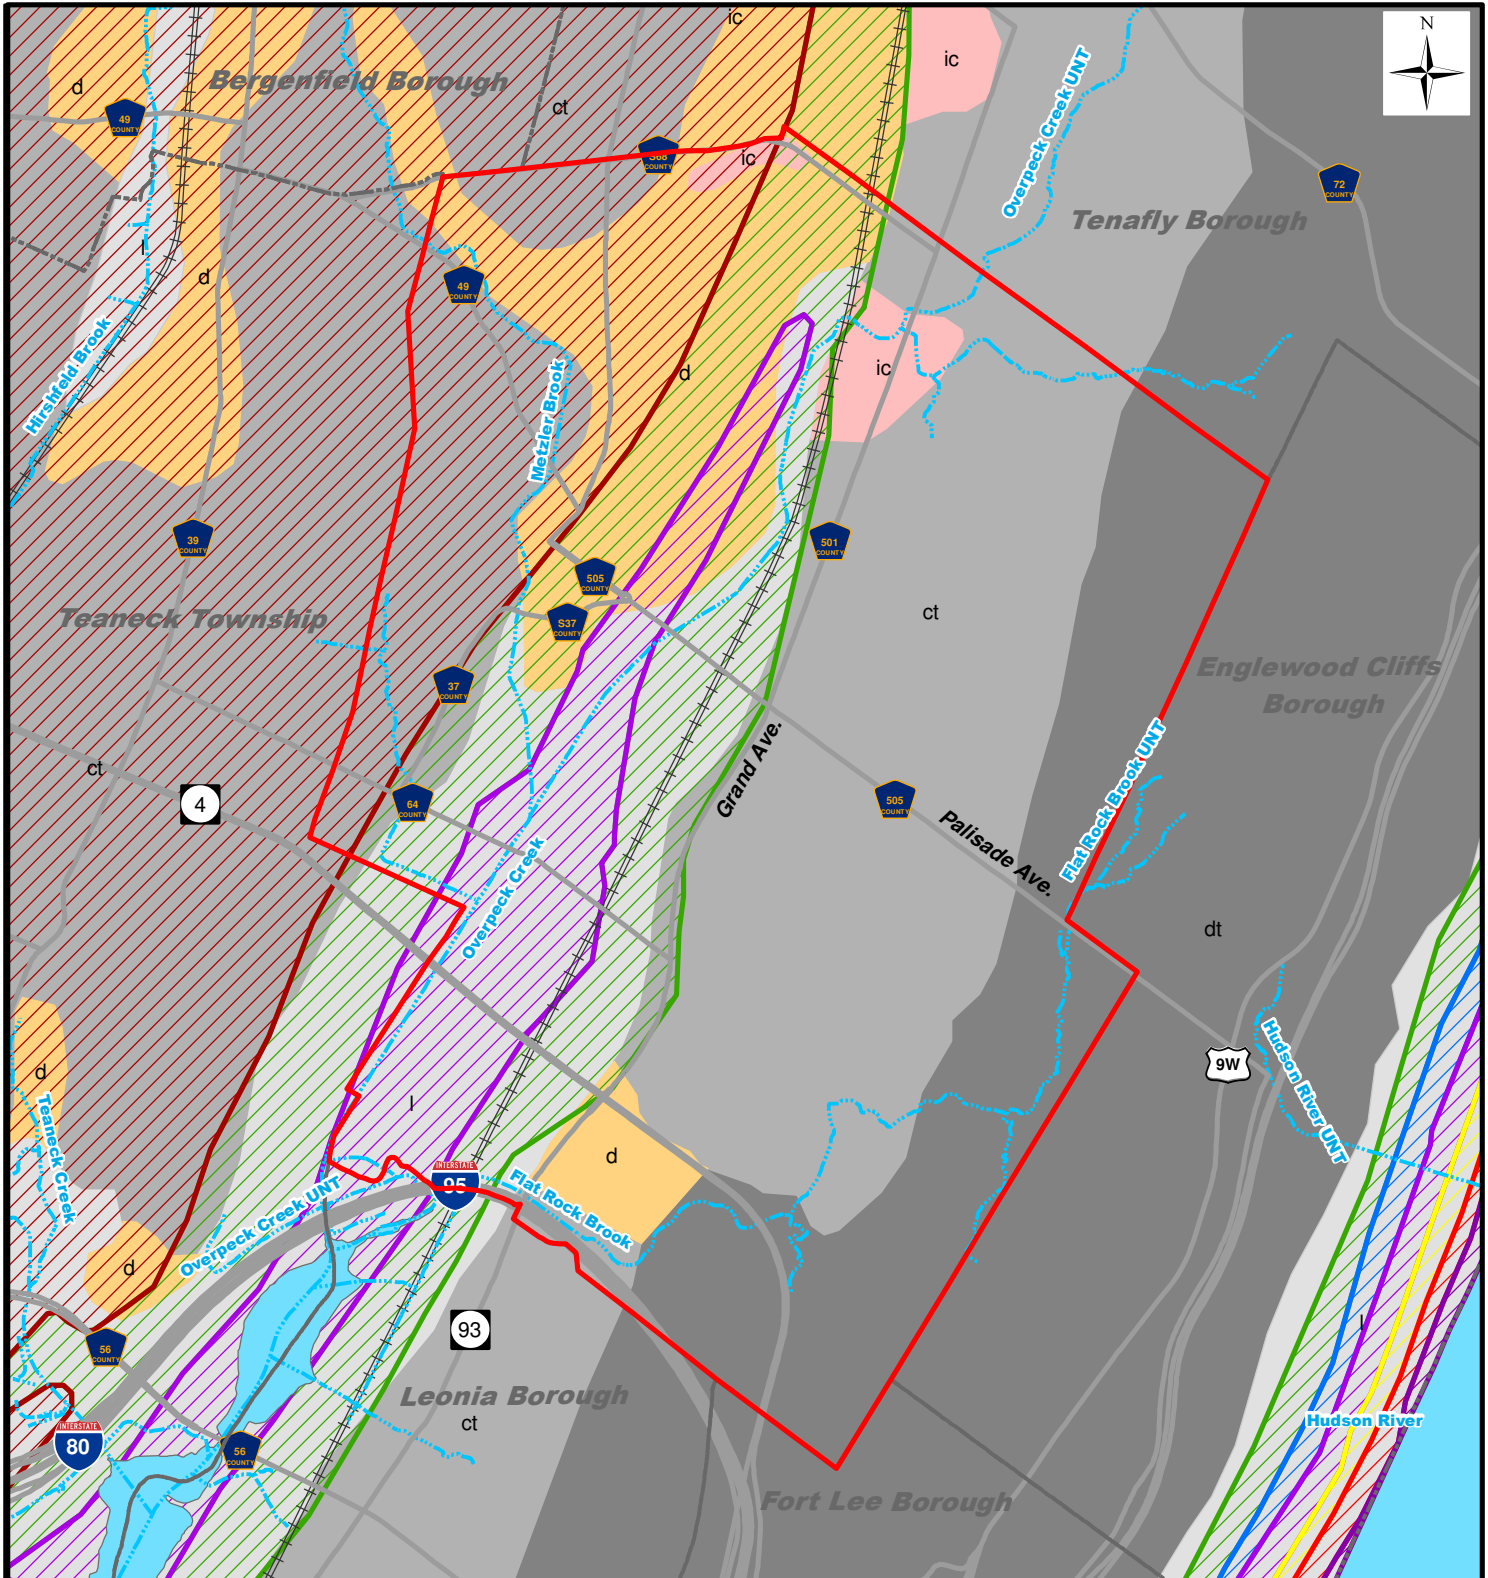 ic
N
ic
d
Bergenfield Borough
ct
49
COUNTY
Overpeck Creek UNT
S68
COUNTY
ic
72
COUNTY
Tenafly Borough
l
d
49
COUNTY
Hirshfeld Brook
Metzler Brook
d
ic
39
COUNTY
501
COUNTY
505
COUNTY
S37
COUNTY
ct
Teaneck Township
37
COUNTY
Englewood Cliffs
Borough
ct
4
64
COUNTY
Grand Ave.
505
COUNTY
Flat Rock Brook UNT
Palisade Ave.
Overpeck Creek
dt
d
9W
Hudson River UNT
l
Teaneck Creek
d
INTERSTATE
95
Flat Rock Brook
Overpeck Creek UNT
d
93
l
56
COUNTY
Leonia Borough
ct
Hudson River
INTERSTATE
80
56
COUNTY
Fort Lee Borough